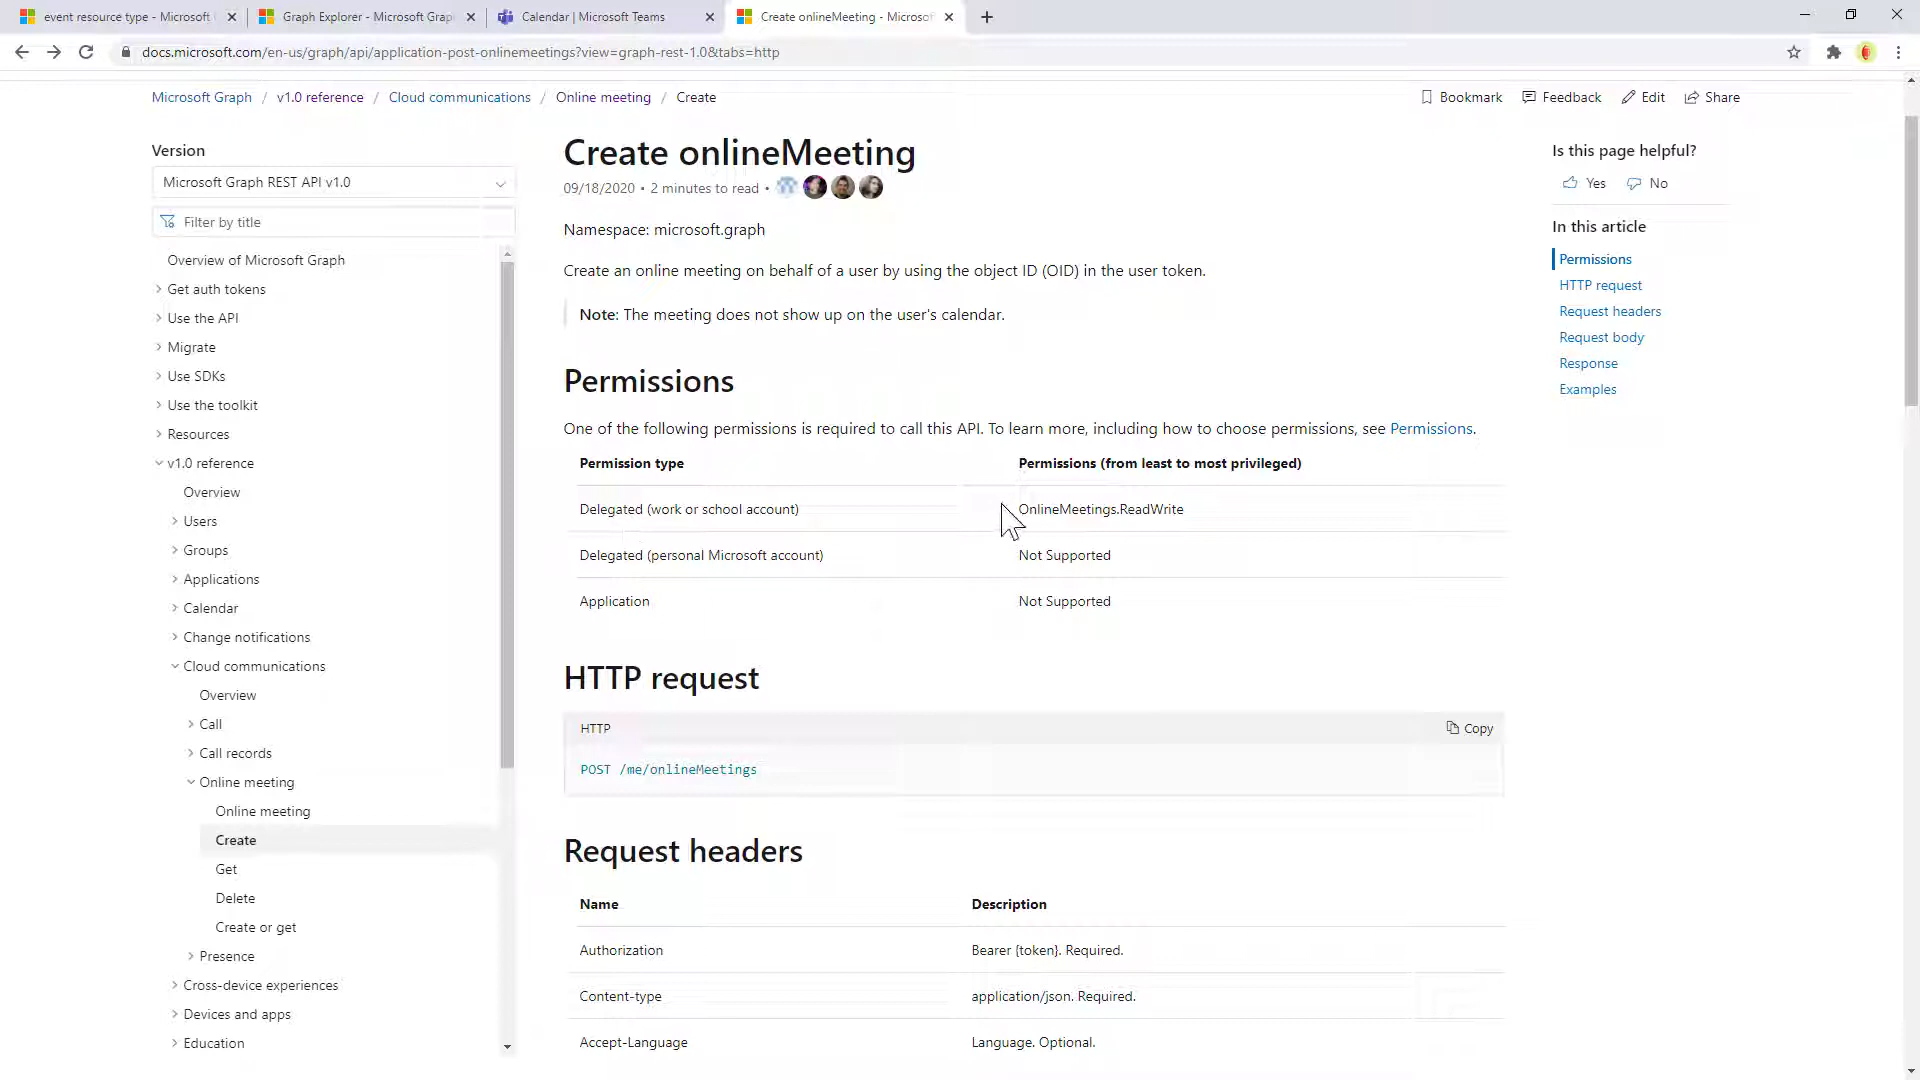 event resource type - Microsoft
Graph Explorer - Microsoft Grap
Calendar | Microsoft Teams
Create onlineMeeting - Microsof
docs.microsoft.com/en-us/graph/api/application-post-onlinemeetings?view=graph-rest-1.0&tabs=http
Microsoft Graph / v1.0 reference / Cloud communications / Online meeting / Create
Bookmark
Feedback
Edit
Share
Version
Microsoft Graph REST API v1.0
Filter by title
Overview of Microsoft Graph
Get auth tokens
Use the API
Migrate
Use SDKs
Use the toolkit
Resources
v1.0 reference
Overview
Users
Groups
Applications
Calendar
Change notifications
Cloud communications
Overview
Call
Call records
Online meeting
Online meeting
Create
Get
Delete
Create or get
Presence
Cross-device experiences
Devices and apps
Education
Create onlineMeeting
09/18/2020 • 2 minutes to read •
Namespace: microsoft.graph
Create an online meeting on behalf of a user by using the object ID (OID) in the user token.
Note: The meeting does not show up on the user's calendar.
Permissions
One of the following permissions is required to call this API. To learn more, including how to choose permissions, see Permissions.
Permission type
Permissions (from least to most privileged)
Delegated (work or school account)
OnlineMeetings.ReadWrite
Delegated (personal Microsoft account)
Not Supported
Application
Not Supported
HTTP request
HTTP
Copy
POST /me/onlineMeetings
Request headers
Name
Description
Authorization
Bearer {token}. Required.
Content-type
application/json. Required.
Accept-Language
Language. Optional.
Is this page helpful?
Yes
No
In this article
Permissions
HTTP request
Request headers
Request body
Response
Examples